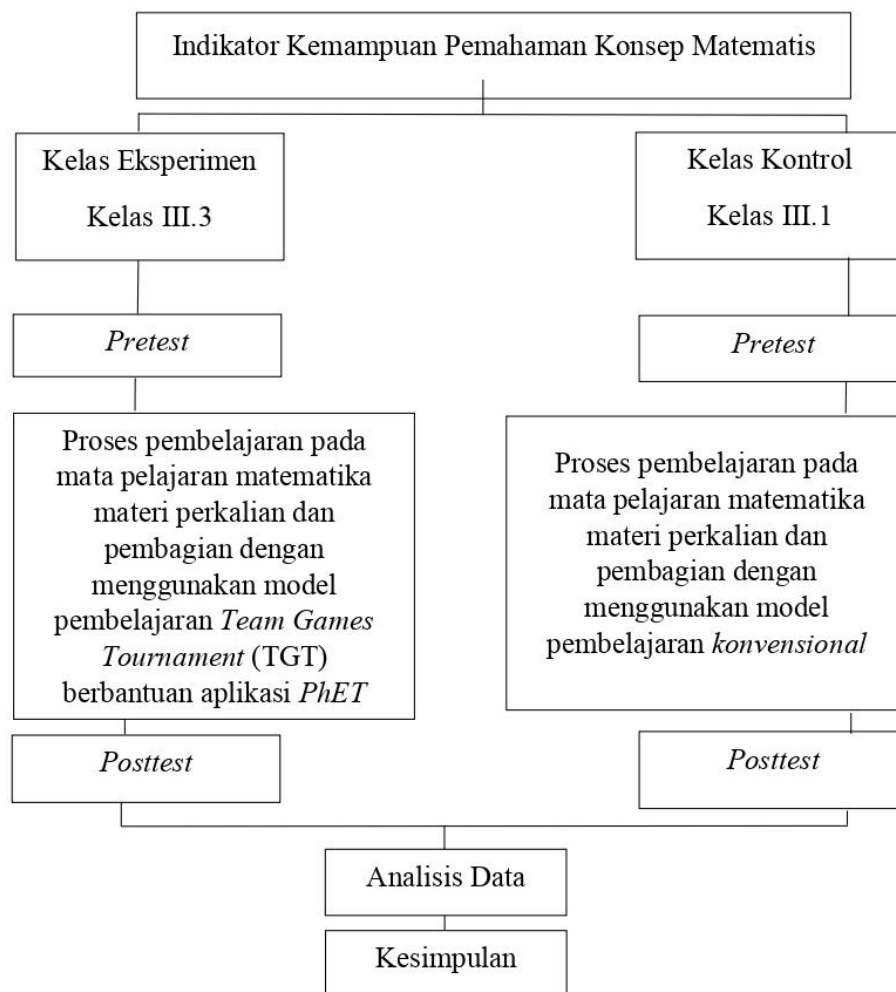 Indikator Kemampuan Pemahaman Konsep Matematis
Kelas Eksperimen
Kelas III.3
Kelas Kontrol
Kelas III.1
Pretest
Pretest
Proses pembelajaran pada
mata pelajaran matematika
materi perkalian dan
pembagian dengan
menggunakan model
pembelajaran Team Games
Tournament (TGT)
berbantuan aplikasi PhET
Proses pembelajaran pada
mata pelajaran matematika
materi perkalian dan
pembagian dengan
menggunakan model
pembelajaran konvensional
Posttest
Posttest
Analisis Data
Kesimpulan